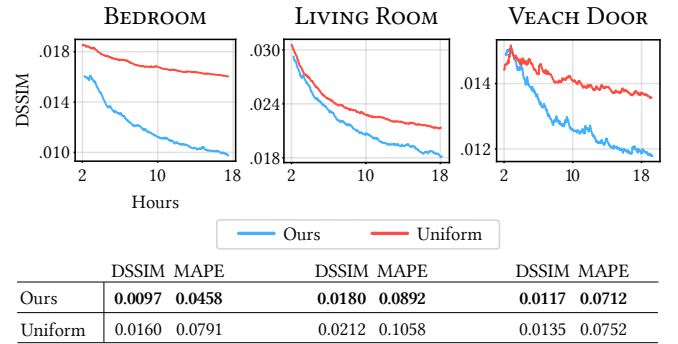 BEDROOM LIVING ROOM VEACH DOOR
DSSIM
.018
.014
.010
2 10 18
.030
.024
.018
2 10 18
.014
.012
2 10 18
Hours
Ours Uniform
DSSIM MAPE DSSIM MAPE DSSIM MAPE
Ours 0.0097 0.0458 0.0180 0.0892 0.0117 0.0712
Uniform 0.0160 0.0791 0.0212 0.1058 0.0135 0.0752